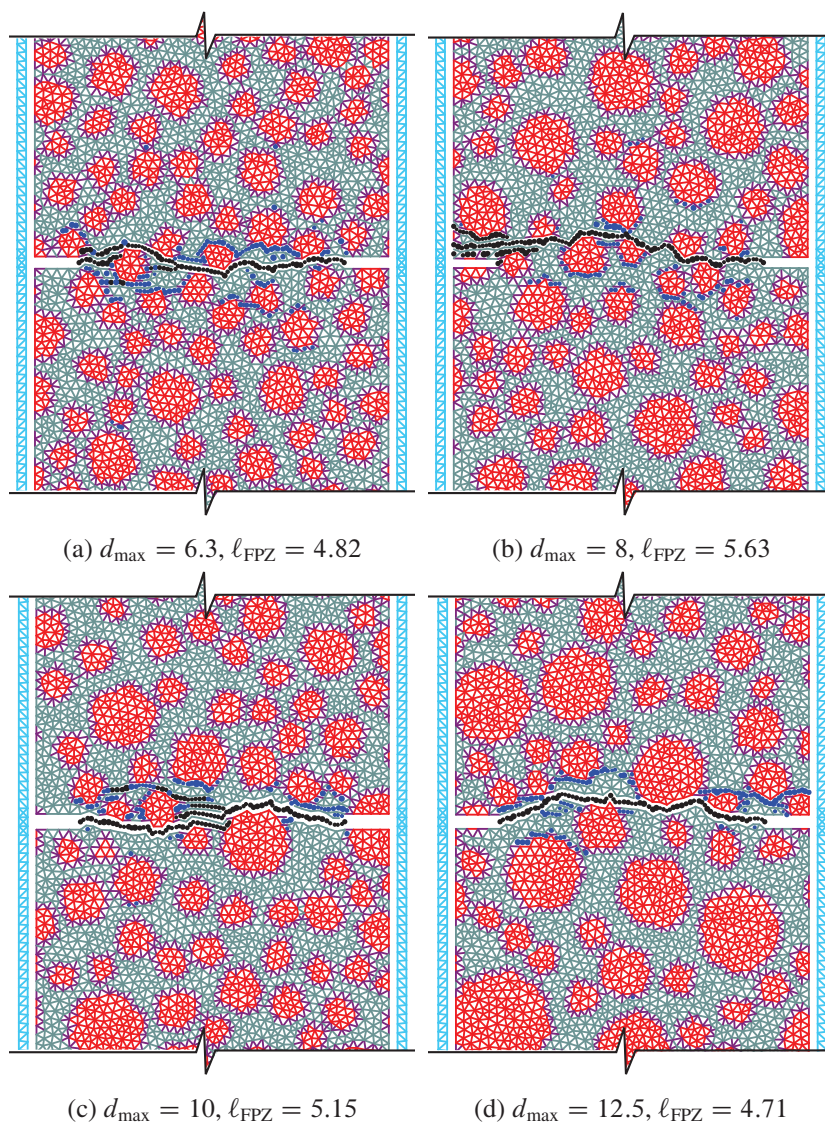 (a) d_max = 6.3, ℓ_FPZ = 4.82
(b) d_max = 8, ℓ_FPZ = 5.63
(c) d_max = 10, ℓ_FPZ = 5.15
(d) d_max = 12.5, ℓ_FPZ = 4.71